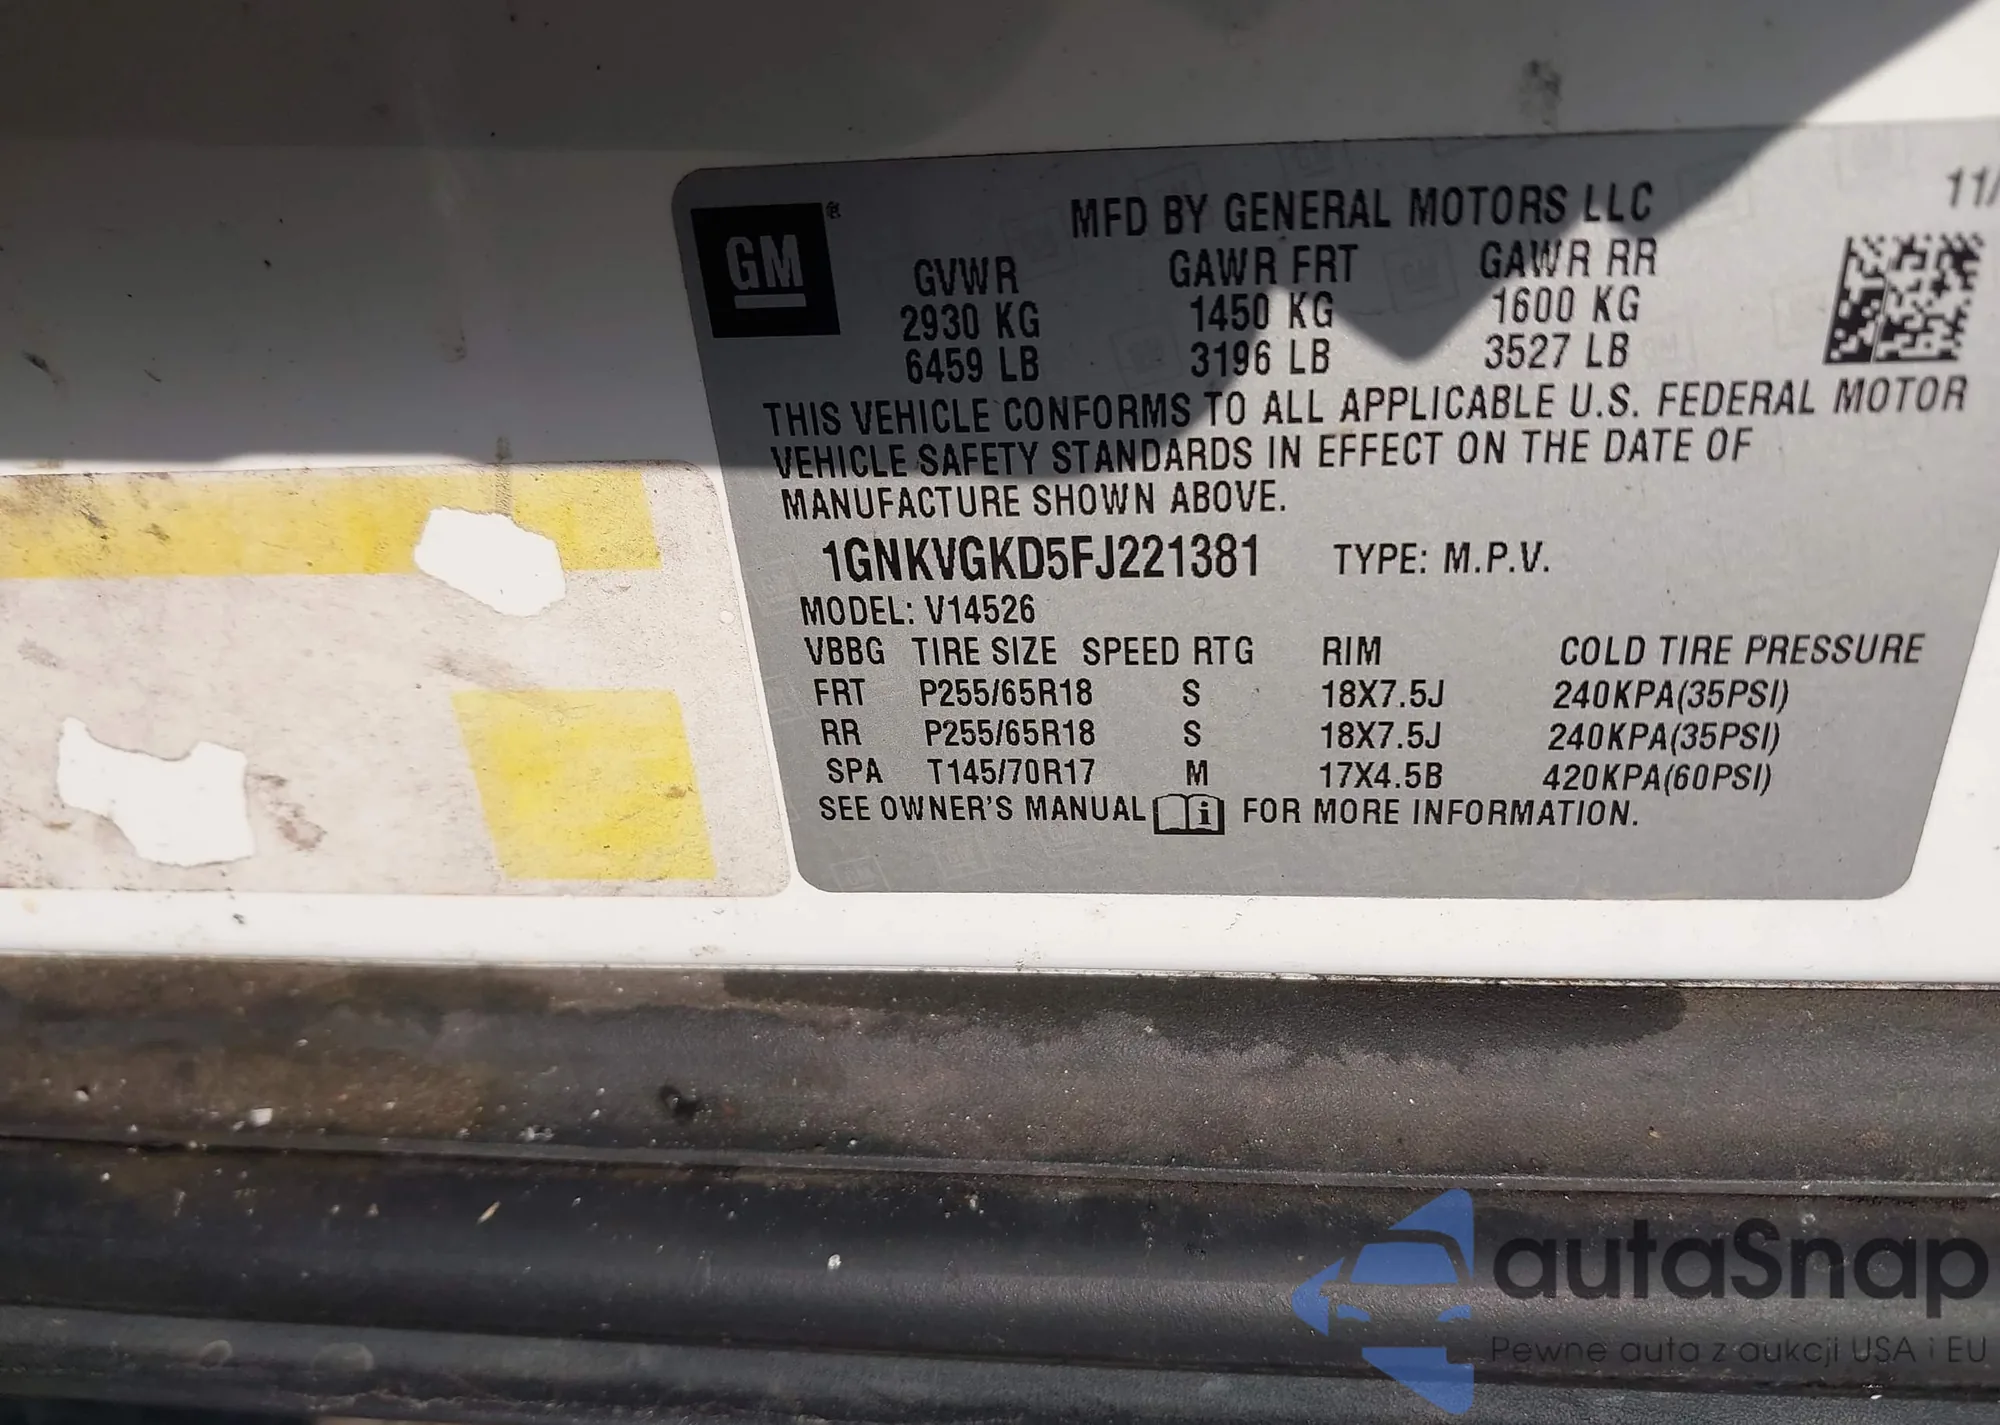 MFD BY GENERAL MOTORS LLC 11/
GM®
GVWR GAWR FRT GAWR RR
2930 KG 1450 KG 1600 KG
6459 LB 3196 LB 3527 LB
THIS VEHICLE CONFORMS TO ALL APPLICABLE U.S. FEDERAL MOTOR
VEHICLE SAFETY STANDARDS IN EFFECT ON THE DATE OF
MANUFACTURE SHOWN ABOVE.
1GNKVGKD5FJ221381 TYPE: M.P.V.
MODEL: V14526
VBBG TIRE SIZE SPEED RTG RIM COLD TIRE PRESSURE
FRT P255/65R18 S 18X7.5J 240KPA(35PSI)
RR P255/65R18 S 18X7.5J 240KPA(35PSI)
SPA T145/70R17 M 17X4.5B 420KPA(60PSI)
SEE OWNER'S MANUAL i FOR MORE INFORMATION.
autaSnap
Pewne auta z aukcji USA i EU